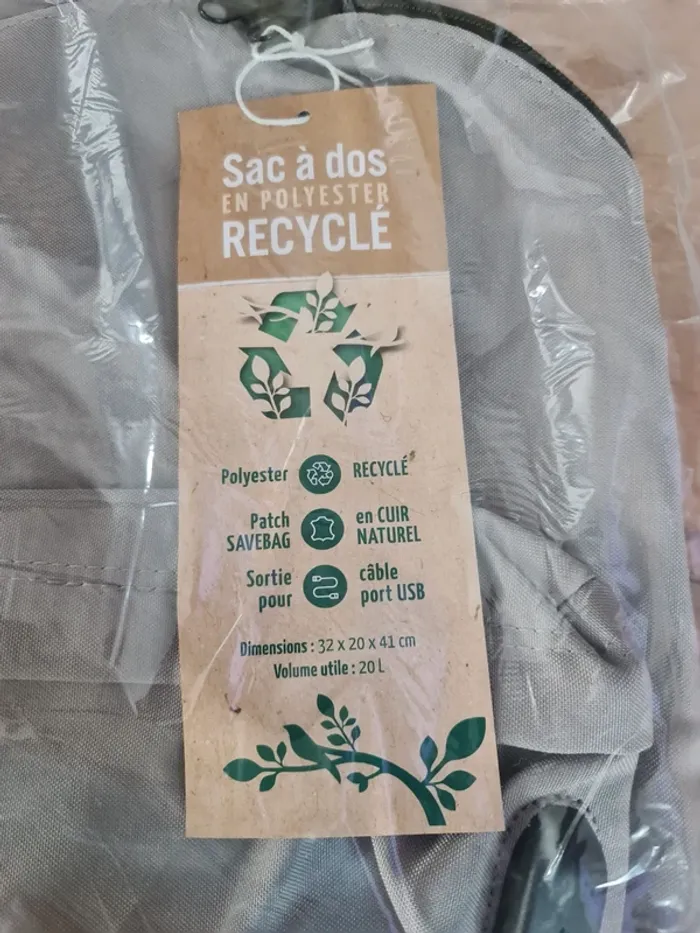 Sac à dos
EN POLYESTER
RECYCLÉ
Polyester RECYCLÉ
Patch en CUIR
SAVEBAG NATUREL
Sortie câble
pour port USB
Dimensions : 32 x 20 x 41 cm
Volume utile : 20 L